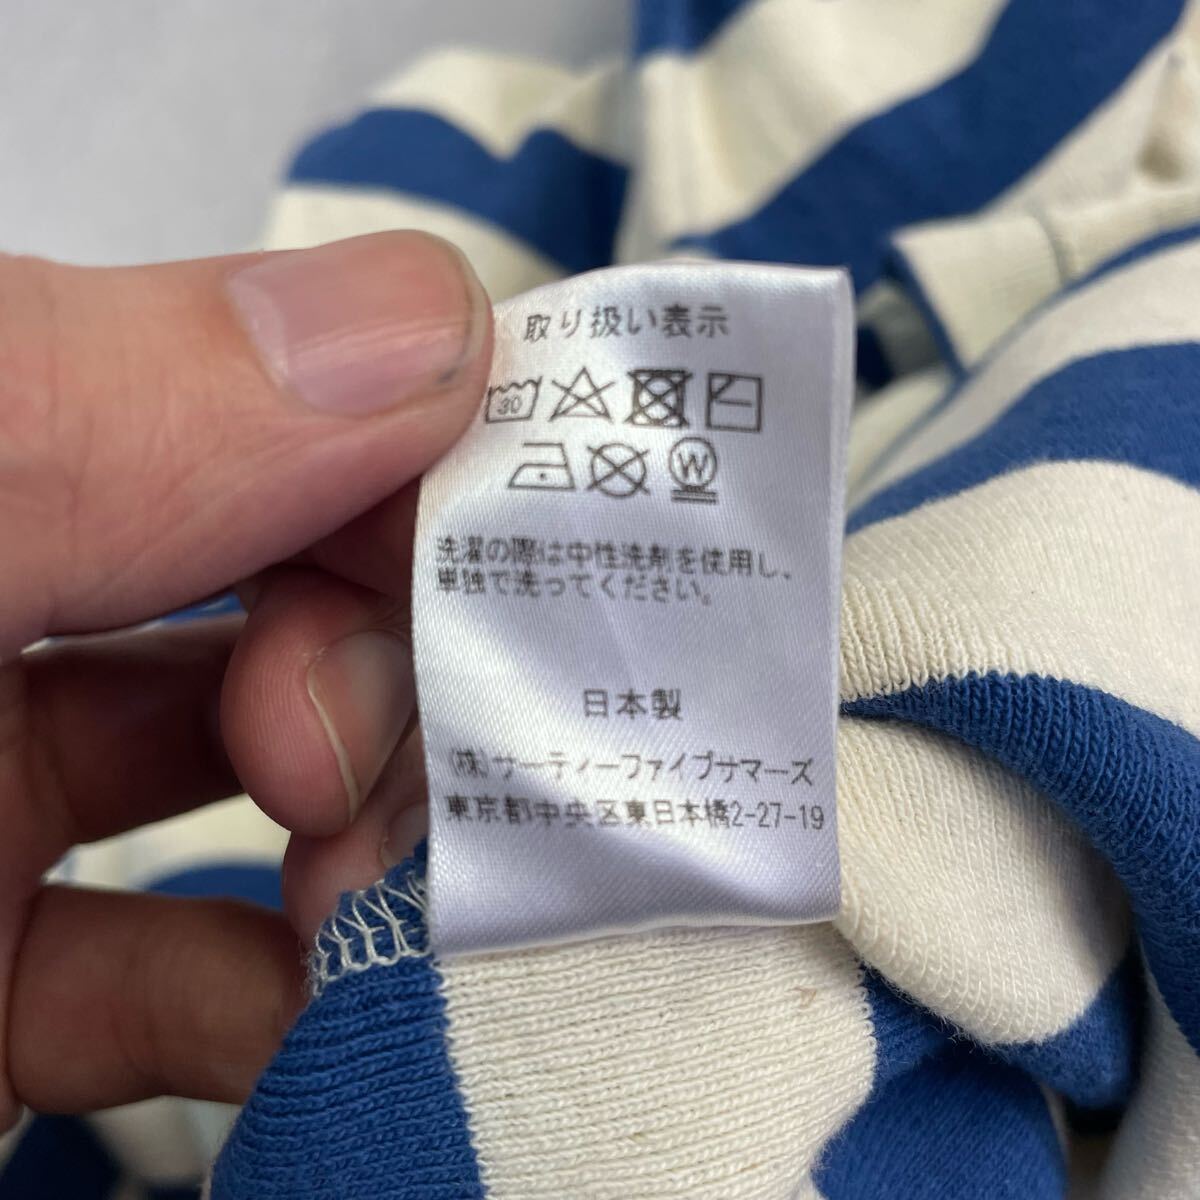 取り扱い表示
30
W
洗濯の際は中性洗剤を使用し、
単独で洗ってください。
日本製
(株)サーティーファイブサマーズ
東京都中央区東日本橋2-27-19